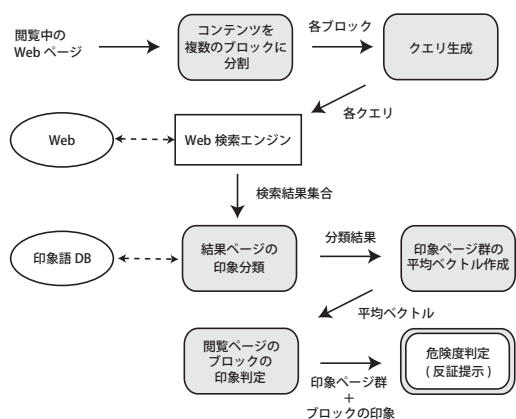 閲覧中の
Web ページ
コンテンツを
複数のブロックに
分割
各ブロック
クエリ生成
各クエリ
Web
Web 検索エンジン
検索結果集合
印象語 DB
結果ページの
印象分類
分類結果
印象ページ群の
平均ベクトル作成
平均ベクトル
閲覧ページの
ブロックの
印象判定
印象ページ群
+
ブロックの印象
危険度判定
( 反証提示 )